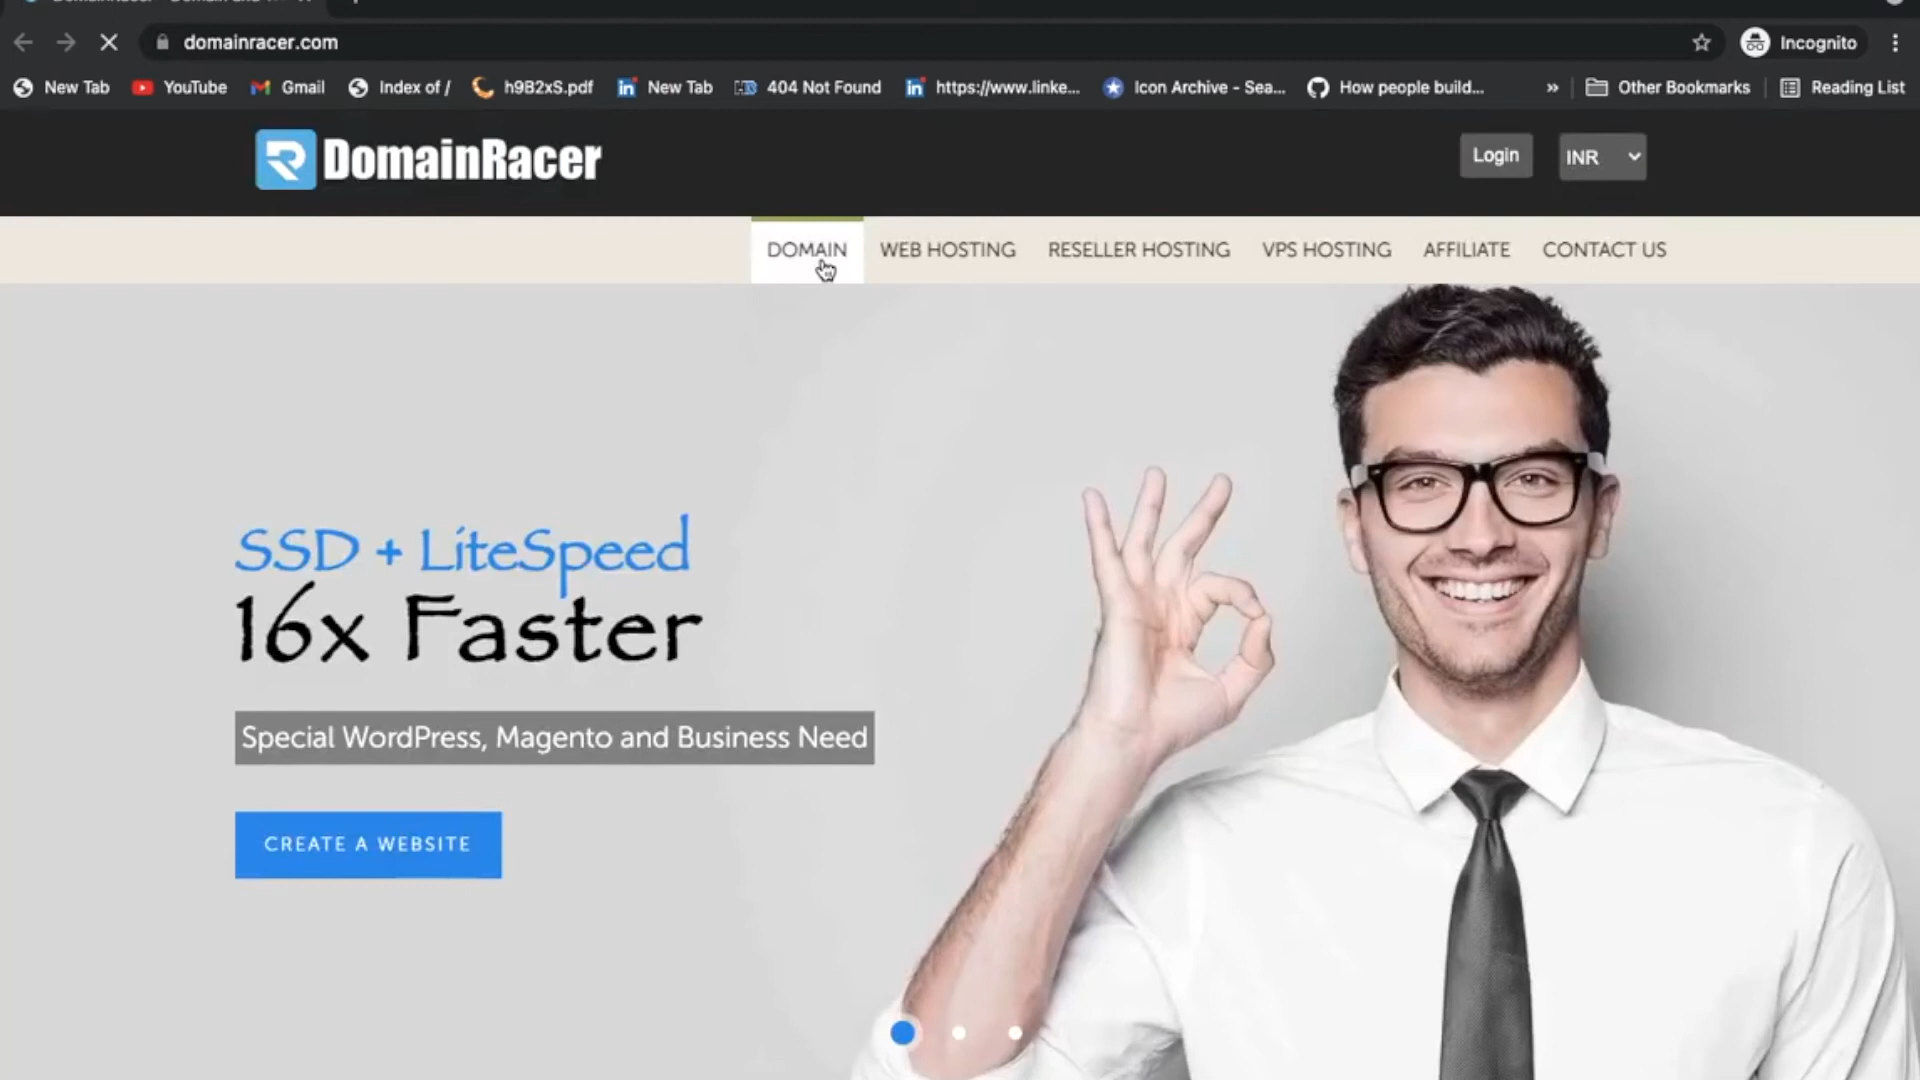 domainracer.com
Incognito
New Tab
YouTube
Gmail
Index of /
h9B2xS.pdf
New Tab
404 Not Found
https://www.linke...
Icon Archive - Sea...
How people build...
»
Other Bookmarks
Reading List
DomainRacer
Login
INR
DOMAIN
WEB HOSTING
RESELLER HOSTING
VPS HOSTING
AFFILIATE
CONTACT US
SSD + LiteSpeed
16x Faster
Special WordPress, Magento and Business Need
CREATE A WEBSITE